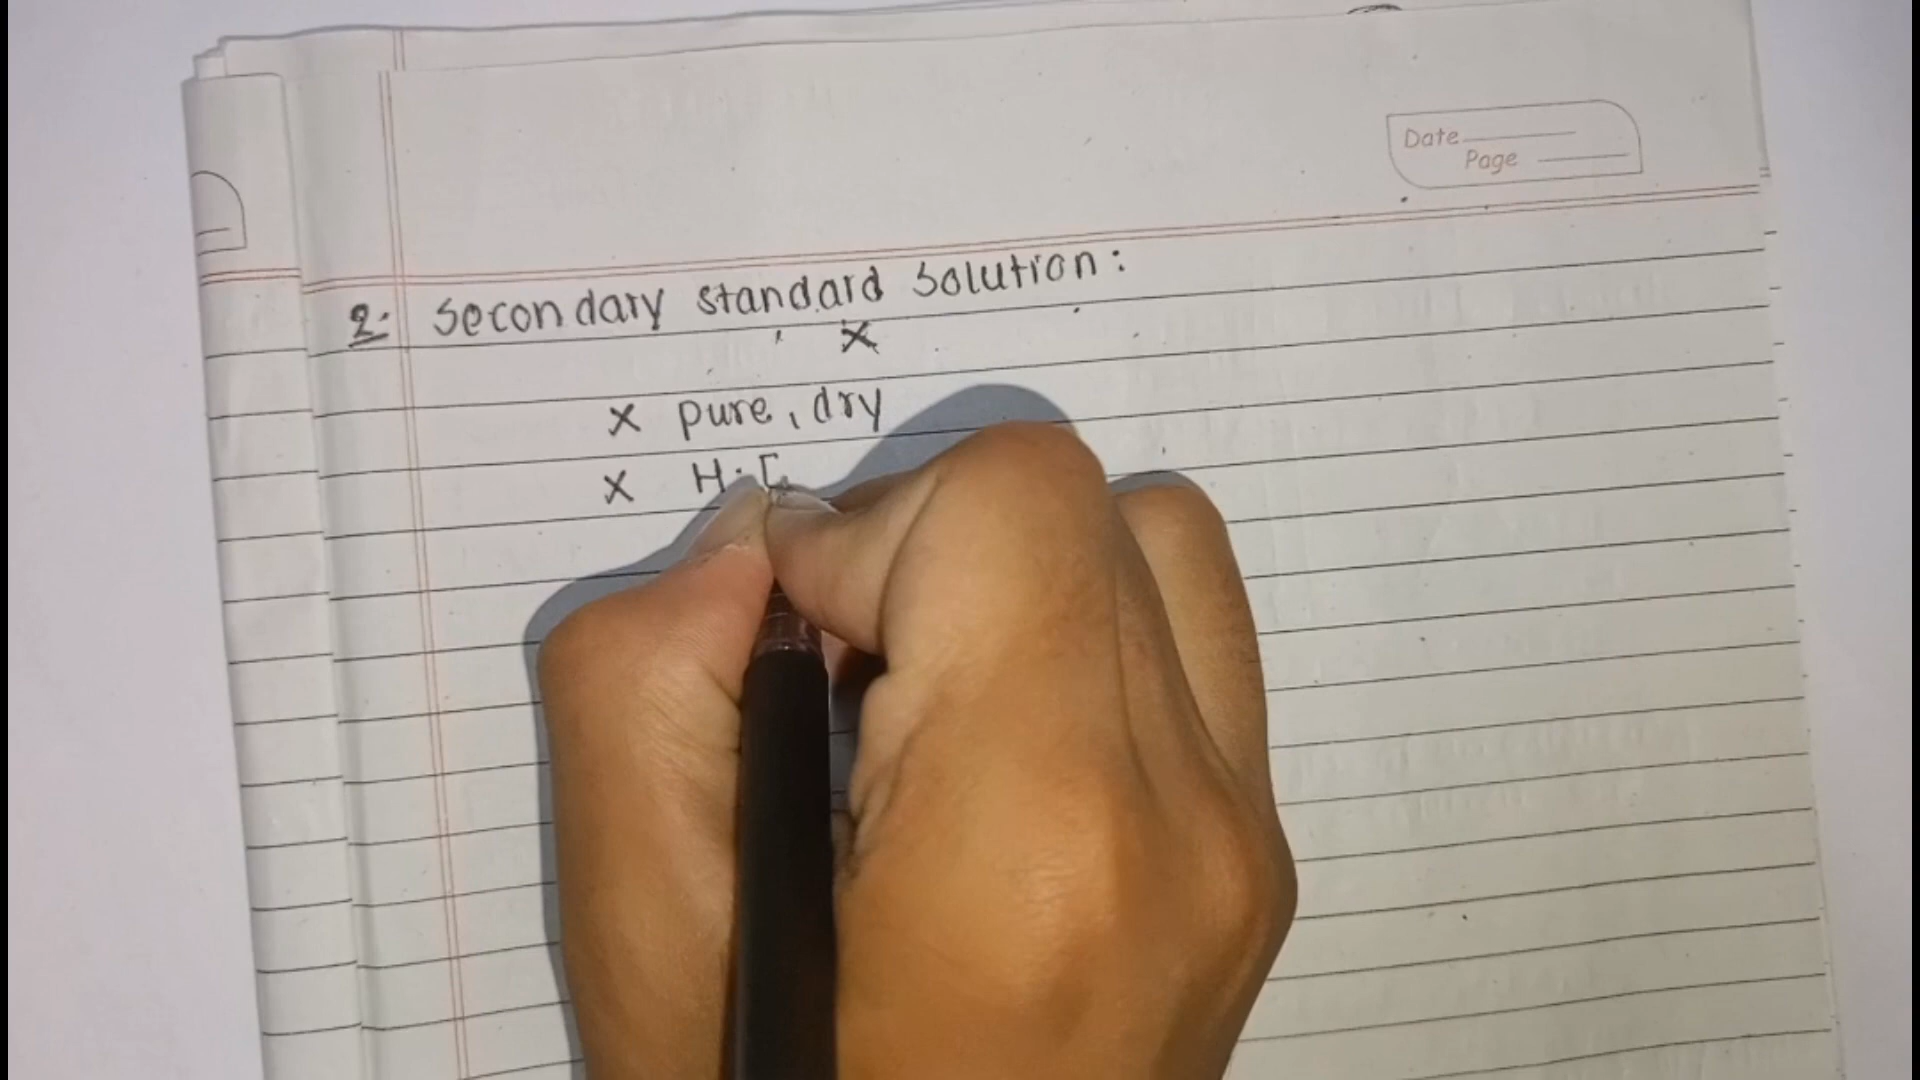 Date
Page
2. Secondary standard Solution:
x
x pure, dry
x H.